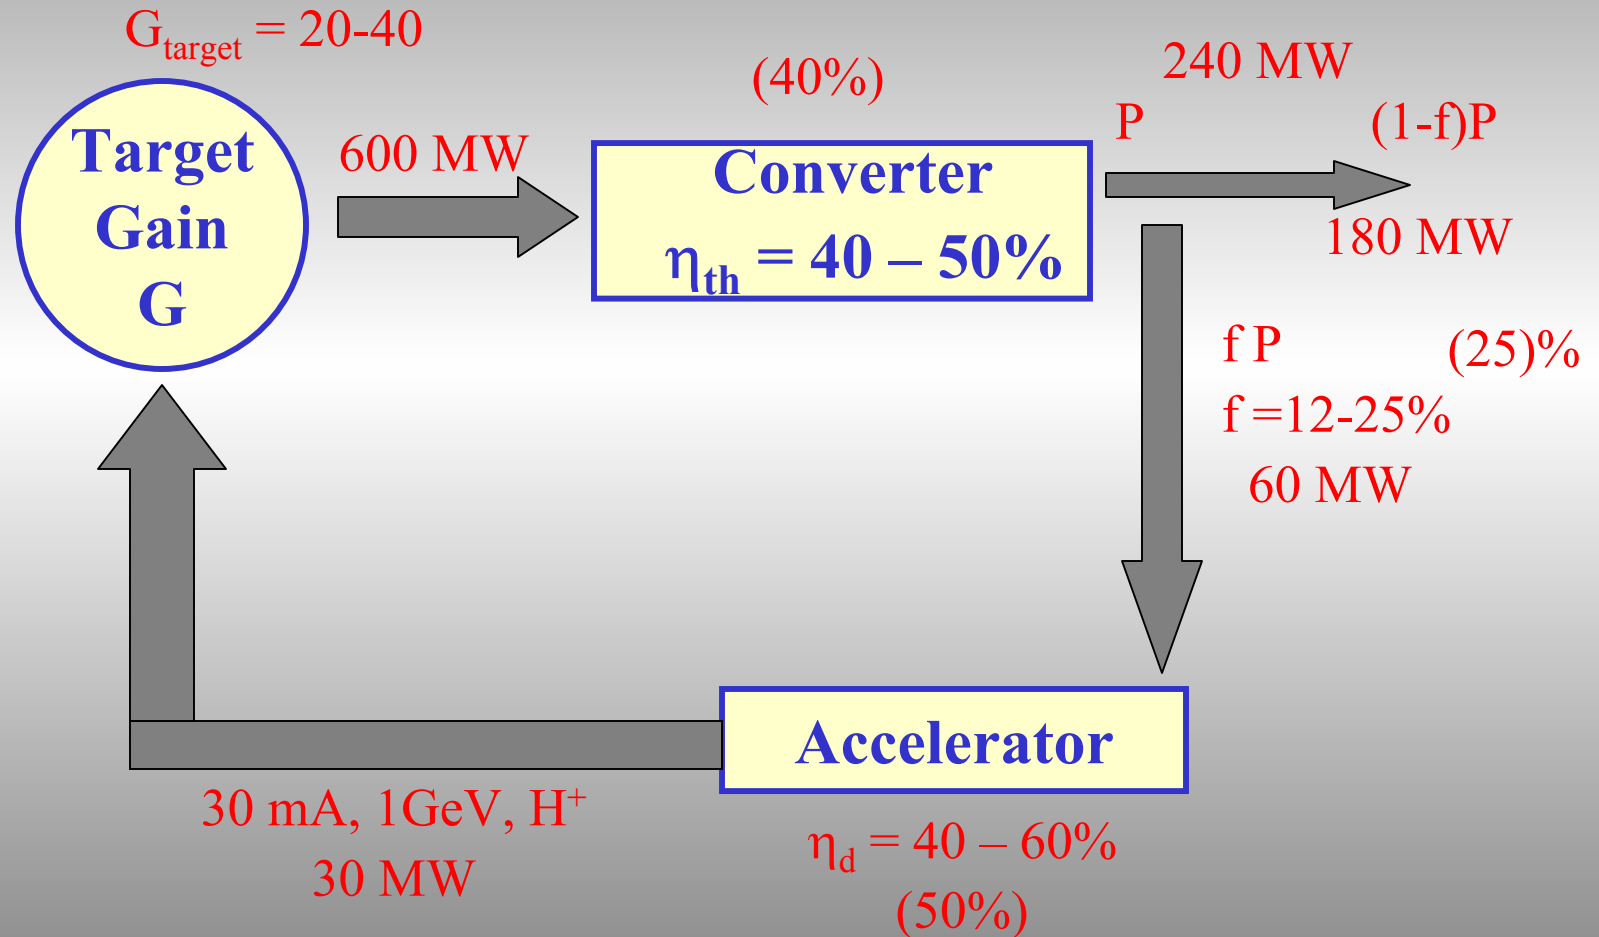 G_target = 20-40
Target
Gain
G
600 MW
(40%)
Converter
η_th = 40 – 50%
240 MW
P (1-f)P
180 MW
f P (25)%
f =12-25%
60 MW
Accelerator
η_d = 40 – 60%
(50%)
30 mA, 1GeV, H⁺
30 MW